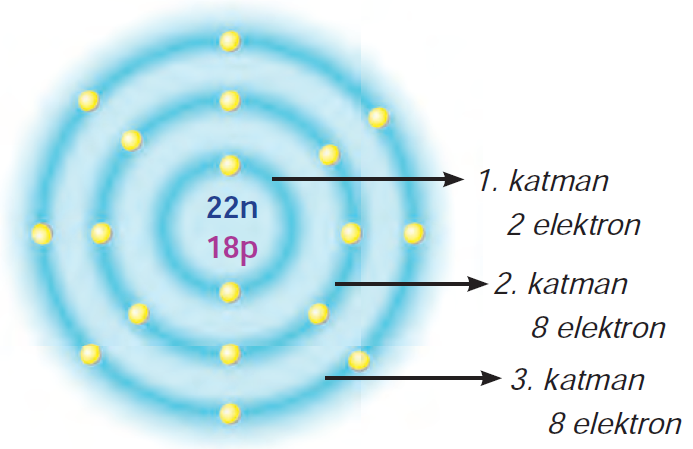 22n
18p
1. katman
2 elektron
2. katman
8 elektron
3. katman
8 elektron